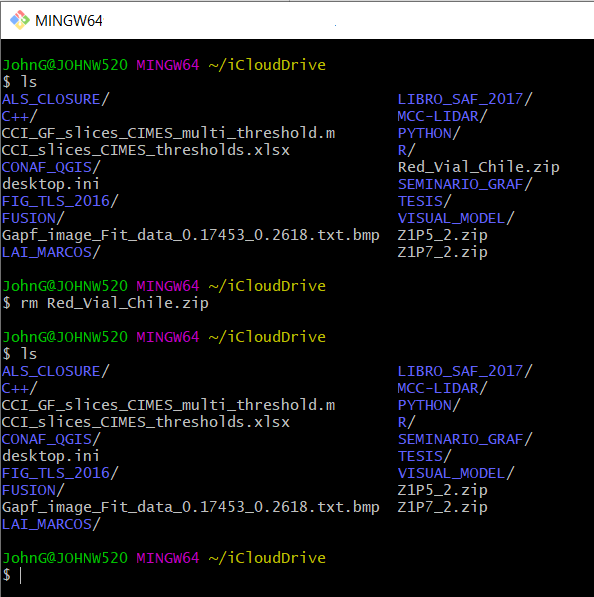 MINGW64
JohnG@JOHNW520 MINGW64 ~/iCloudDrive
$ ls
ALS_CLOSURE/ LIBRO_SAF_2017/
C++/ MCC-LIDAR/
CCI_GF_slices_CIMES_multi_threshold.m PYTHON/
CCI_slices_CIMES_thresholds.xlsx R/
CONAF_QGIS/ Red_Vial_Chile.zip
desktop.ini SEMINARIO_GRAF/
FIG_TLS_2016/ TESIS/
FUSION/ VISUAL_MODEL/
Gapf_image_Fit_data_0.17453_0.2618.txt.bmp Z1P5_2.zip
LAI_MARCOS/ Z1P7_2.zip
JohnG@JOHNW520 MINGW64 ~/iCloudDrive
$ rm Red_Vial_Chile.zip
JohnG@JOHNW520 MINGW64 ~/iCloudDrive
$ ls
ALS_CLOSURE/ LIBRO_SAF_2017/
C++/ MCC-LIDAR/
CCI_GF_slices_CIMES_multi_threshold.m PYTHON/
CCI_slices_CIMES_thresholds.xlsx R/
CONAF_QGIS/ SEMINARIO_GRAF/
desktop.ini TESIS/
FIG_TLS_2016/ VISUAL_MODEL/
FUSION/ Z1P5_2.zip
Gapf_image_Fit_data_0.17453_0.2618.txt.bmp Z1P7_2.zip
LAI_MARCOS/
JohnG@JOHNW520 MINGW64 ~/iCloudDrive
$